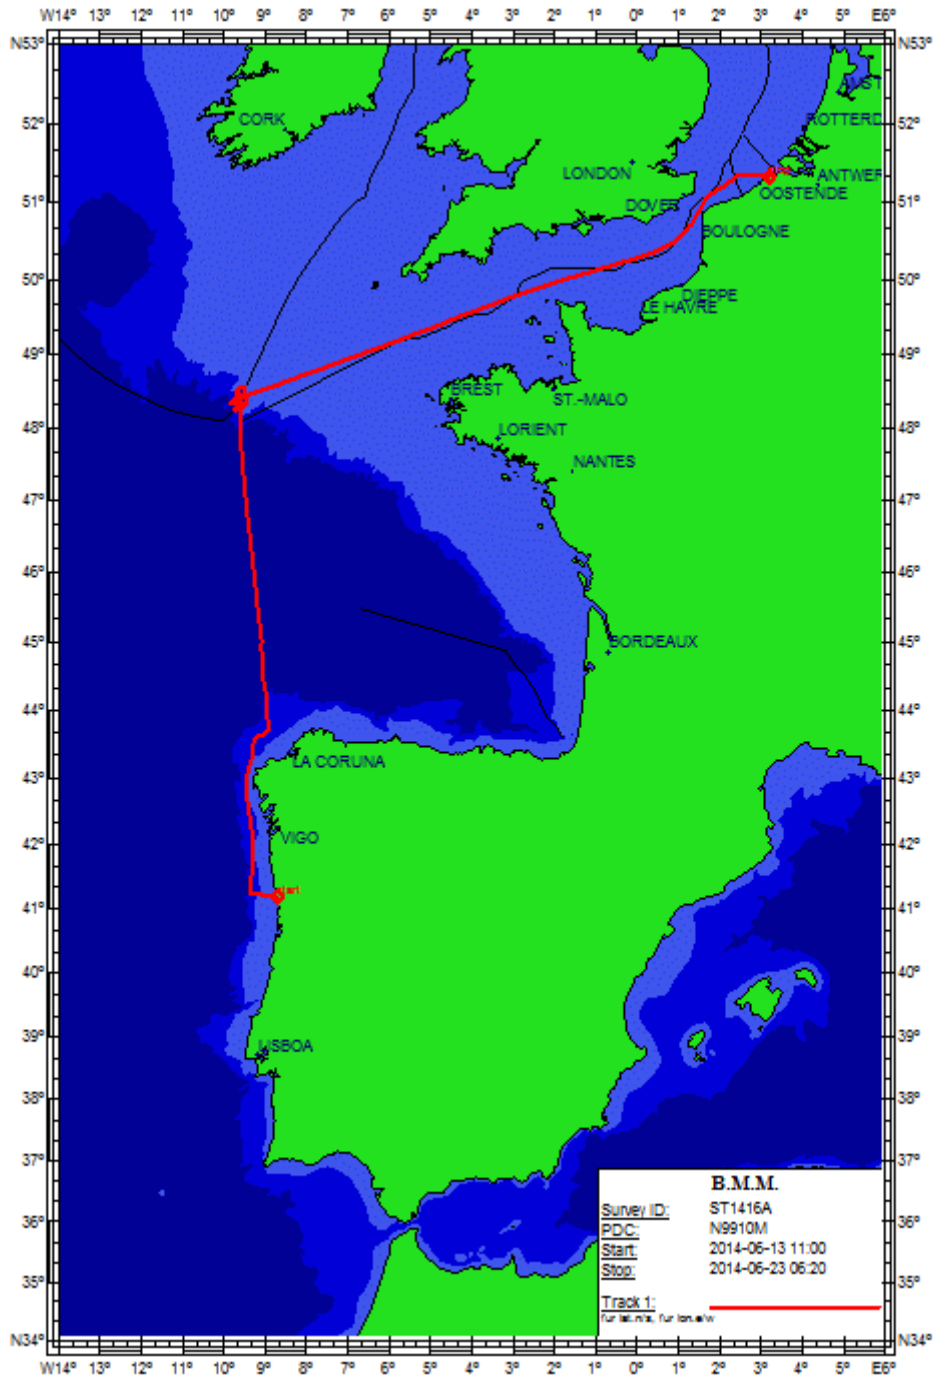 W14° 13° 12° 11° 10° 9° 8° 7° 6° 5° 4° 3° 2° 1° 0° 1° 2° 3° 4° 5° E6°
N53° N53°
AMST
52° CORK ROTTERD 52°
LONDON ANTWER
51° DOVER OOSTENDE 51°
BOULOGNE
50° 50°
DIEPPE
LE HAVRE
49° 49°
BREST ST.-MALO
48° LORIENT 48°
NANTES
47° 47°
46° 46°
45° BORDEAUX 45°
44° 44°
LA CORUNA
43° 43°
42° VIGO 42°
start
41° 41°
40° 40°
39° LISBOA 39°
38° 38°
37° 37°
B.M.M.
Survey ID: ST1416A
36° PDC: N9910M 36°
Start: 2014-06-13 11:00
Stop: 2014-06-23 06:20
35° 35°
Track 1:
N34° N34°
W14° 13° 12° 11° 10° 9° 8° 7° 6° 5° 4° 3° 2° 1° 0° 1° 2° 3° 4° 5° E6°